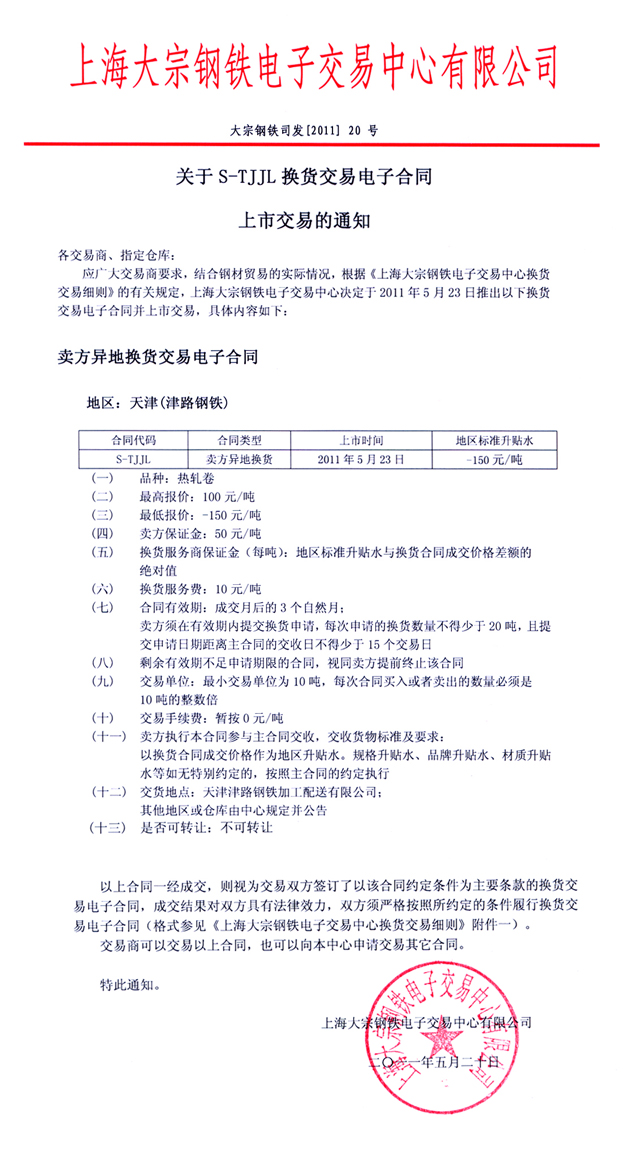 上海大宗钢铁电子交易中心有限公司
大宗钢铁司发[2011] 20 号
关于 S-TJJL 换货交易电子合同
上市交易的通知
各交易商、指定仓库：
应广大交易商要求，结合钢材贸易的实际情况，根据《上海大宗钢铁电子交易中心换货
交易细则》的有关规定，上海大宗钢铁电子交易中心决定于 2011 年 5 月 23 日推出以下换货
交易电子合同并上市交易，具体内容如下：
卖方异地换货交易电子合同
地区：天津(津路钢铁)
合同代码 合同类型 上市时间 地区标准升贴水
S-TJJL 卖方异地换货 2011 年 5 月 23 日 -150 元/吨
（一） 品种：热轧卷
（二） 最高报价：100 元/吨
（三） 最低报价：-150 元/吨
（四） 卖方保证金：50 元/吨
（五） 换货服务商保证金（每吨）：地区标准升贴水与换货合同成交价格差额的
绝对值
（六） 换货服务费：10 元/吨
（七） 合同有效期：成交月后的 3 个自然月；
卖方须在有效期内提交换货申请，每次申请的换货数量不得少于 20 吨，且提
交申请日期距离主合同的交收日不得少于 15 个交易日
（八） 剩余有效期不足申请期限的合同，视同卖方提前终止该合同
（九） 交易单位：最小交易单位为 10 吨，每次合同买入或者卖出的数量必须是
10 吨的整数倍
（十） 交易手续费：暂按 0 元/吨
（十一） 卖方执行本合同参与主合同交收，交收货物标准及要求：
以换货合同成交价格作为地区升贴水。规格升贴水、品牌升贴水、材质升贴
水等如无特别约定的，按照主合同的约定执行
（十二） 交货地点：天津津路钢铁加工配送有限公司；
其他地区或仓库由中心规定并公告
（十三） 是否可转让：不可转让
以上合同一经成交，则视为交易双方签订了以该合同约定条件为主要条款的换货交
易电子合同，成交结果对双方具有法律效力，双方须严格按照所约定的条件履行换货交
易电子合同（格式参见《上海大宗钢铁电子交易中心换货交易细则》附件一）。
交易商可以交易以上合同，也可以向本中心申请交易其它合同。
特此通知。
上海大宗钢铁电子交易中心有限公司
二〇一一年五月二十日
上海大宗钢铁电子交易中心有限公司